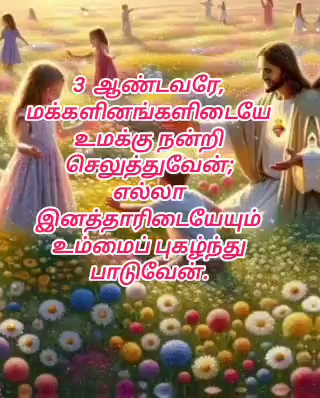 3 ஆண்டவரே,
மக்களினங்களிடையே
உமக்கு நன்றி
செலுத்துவேன்;
எல்லா
இனத்தாரிடையேயும்
உம்மைப் புகழ்ந்து
பாடுவேன்.